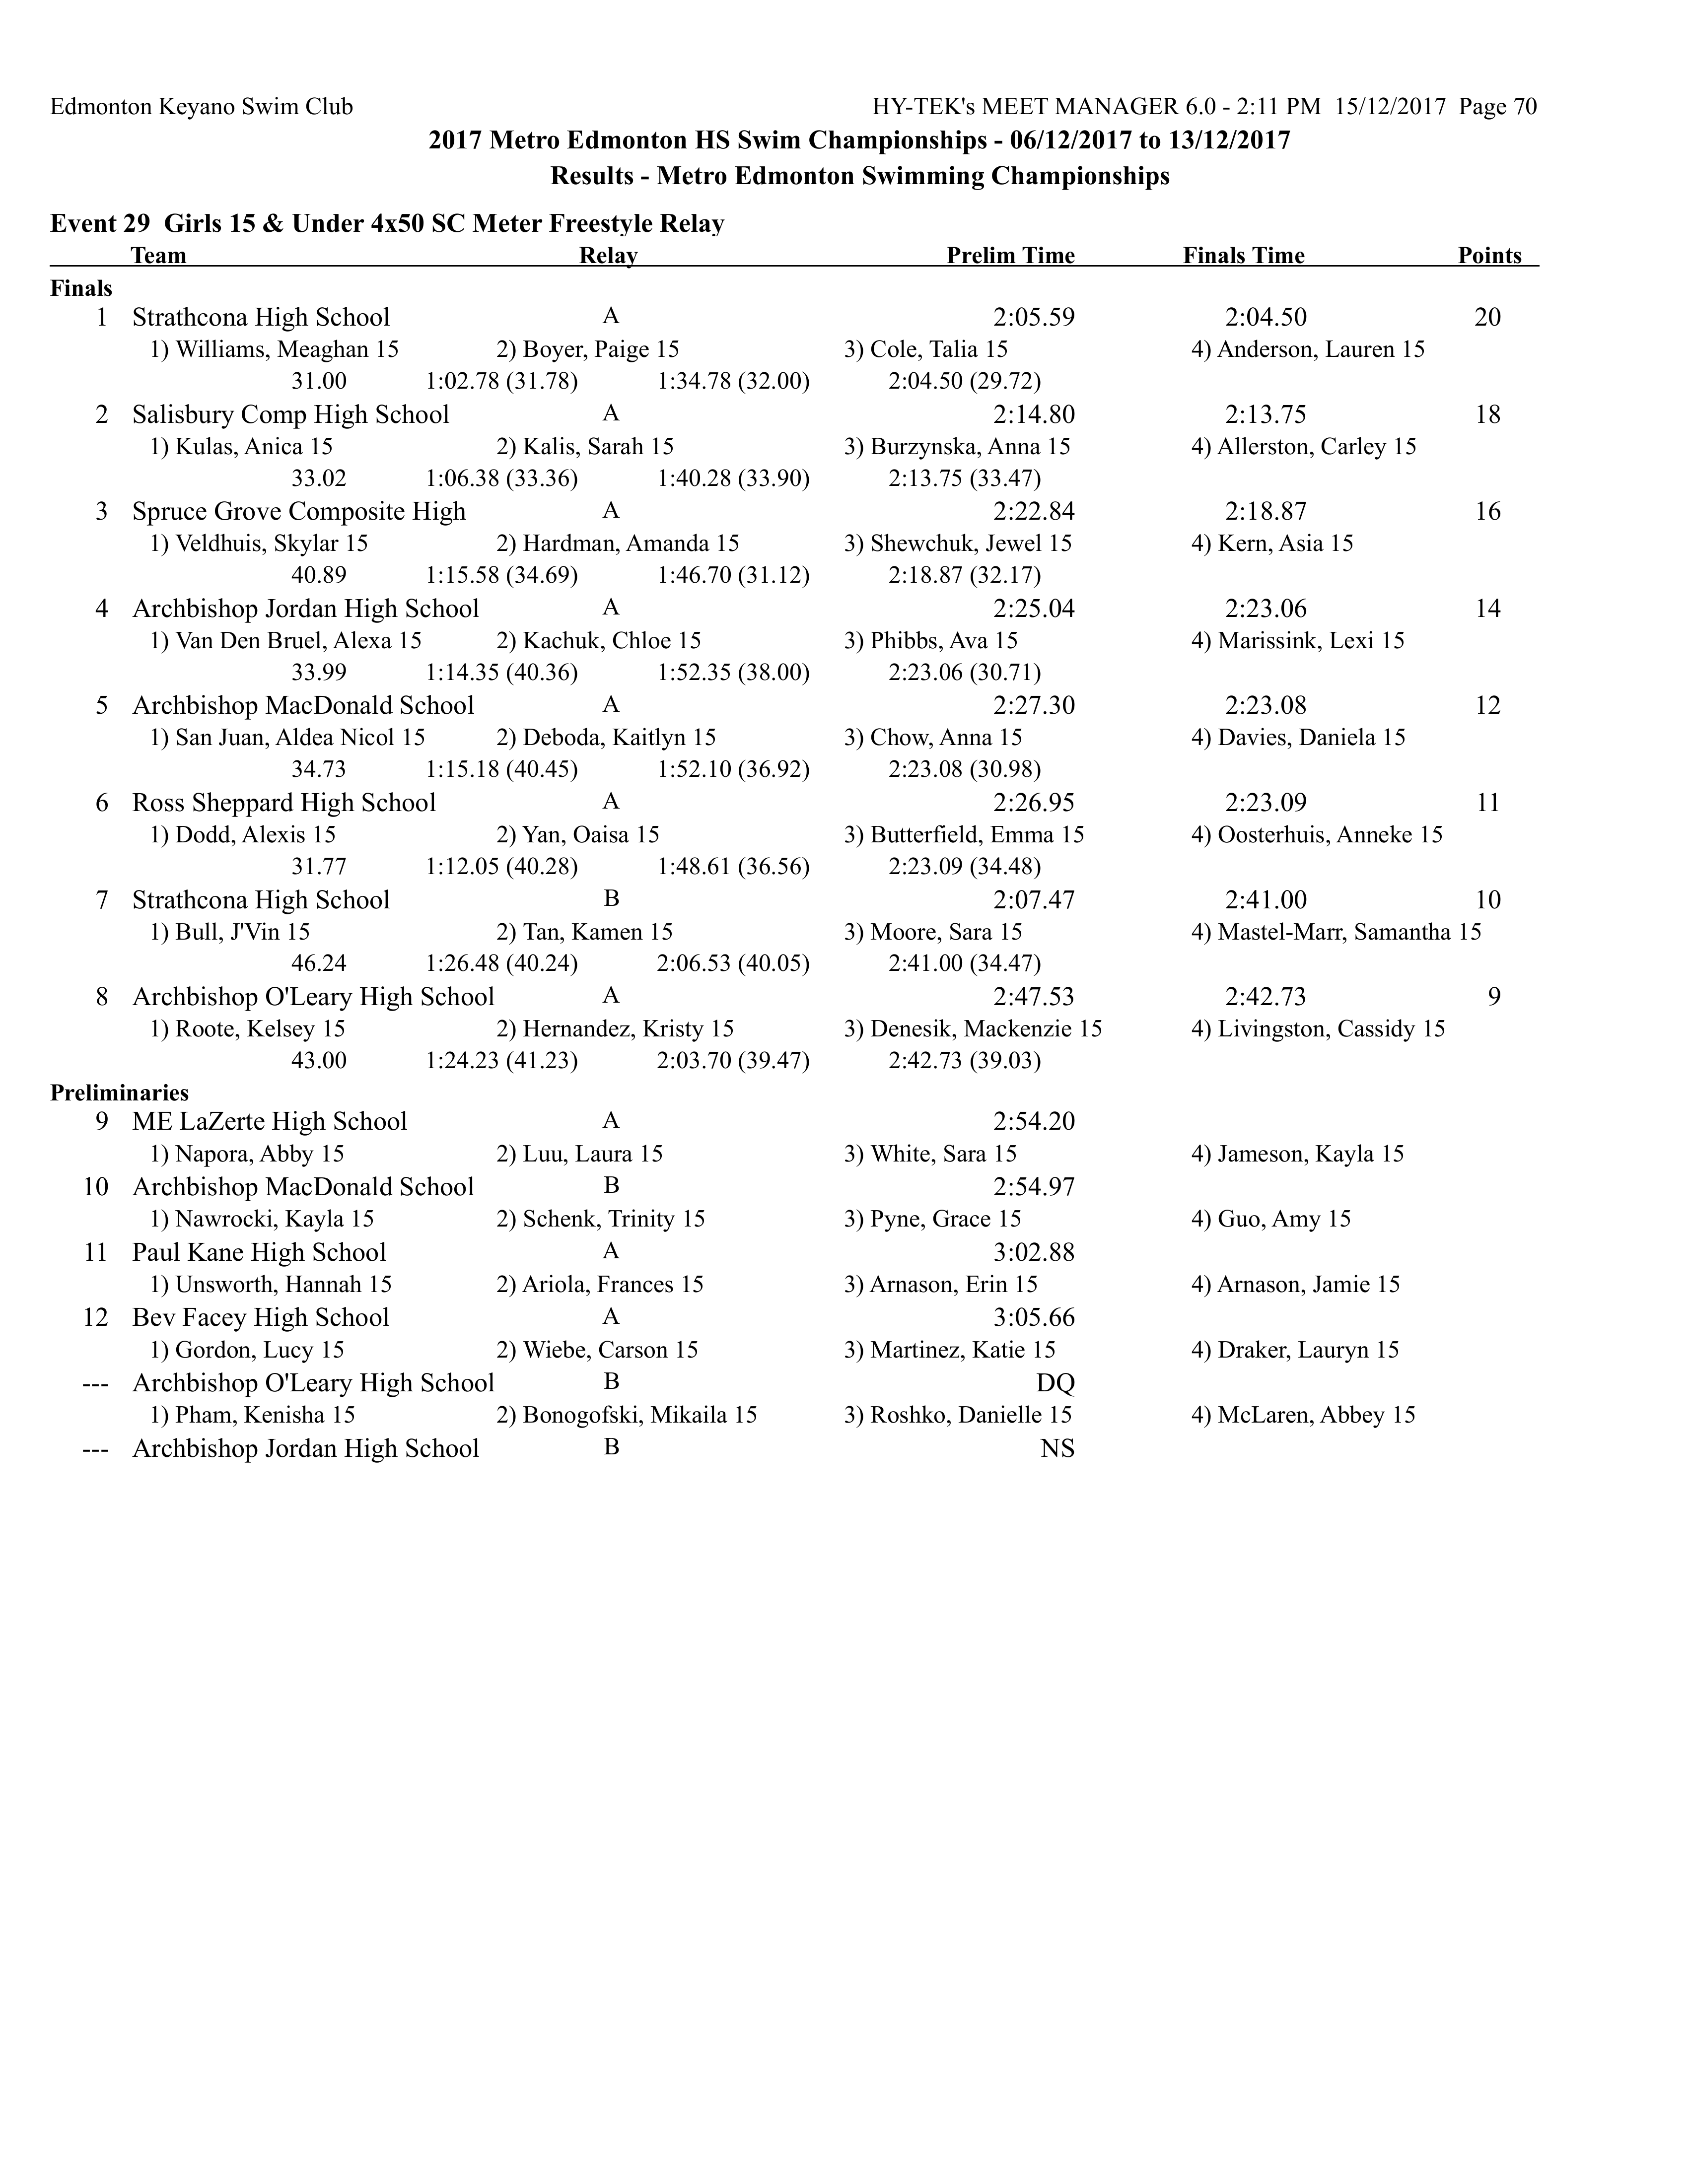 Edmonton Keyano Swim Club HY-TEK's MEET MANAGER 6.0 - 2:11 PM 15/12/2017 Page 70
2017 Metro Edmonton HS Swim Championships - 06/12/2017 to 13/12/2017
Results - Metro Edmonton Swimming Championships
Event 29 Girls 15 & Under 4x50 SC Meter Freestyle Relay
Team Relay Prelim Time Finals Time Points
Finals
1 Strathcona High School A 2:05.59 2:04.50 20
1) Williams, Meaghan 15 2) Boyer, Paige 15 3) Cole, Talia 15 4) Anderson, Lauren 15
31.00 1:02.78 (31.78) 1:34.78 (32.00) 2:04.50 (29.72)
2 Salisbury Comp High School A 2:14.80 2:13.75 18
1) Kulas, Anica 15 2) Kalis, Sarah 15 3) Burzynska, Anna 15 4) Allerston, Carley 15
33.02 1:06.38 (33.36) 1:40.28 (33.90) 2:13.75 (33.47)
3 Spruce Grove Composite High A 2:22.84 2:18.87 16
1) Veldhuis, Skylar 15 2) Hardman, Amanda 15 3) Shewchuk, Jewel 15 4) Kern, Asia 15
40.89 1:15.58 (34.69) 1:46.70 (31.12) 2:18.87 (32.17)
4 Archbishop Jordan High School A 2:25.04 2:23.06 14
1) Van Den Bruel, Alexa 15 2) Kachuk, Chloe 15 3) Phibbs, Ava 15 4) Marissink, Lexi 15
33.99 1:14.35 (40.36) 1:52.35 (38.00) 2:23.06 (30.71)
5 Archbishop MacDonald School A 2:27.30 2:23.08 12
1) San Juan, Aldea Nicol 15 2) Deboda, Kaitlyn 15 3) Chow, Anna 15 4) Davies, Daniela 15
34.73 1:15.18 (40.45) 1:52.10 (36.92) 2:23.08 (30.98)
6 Ross Sheppard High School A 2:26.95 2:23.09 11
1) Dodd, Alexis 15 2) Yan, Oaisa 15 3) Butterfield, Emma 15 4) Oosterhuis, Anneke 15
31.77 1:12.05 (40.28) 1:48.61 (36.56) 2:23.09 (34.48)
7 Strathcona High School B 2:07.47 2:41.00 10
1) Bull, J'Vin 15 2) Tan, Kamen 15 3) Moore, Sara 15 4) Mastel-Marr, Samantha 15
46.24 1:26.48 (40.24) 2:06.53 (40.05) 2:41.00 (34.47)
8 Archbishop O'Leary High School A 2:47.53 2:42.73 9
1) Roote, Kelsey 15 2) Hernandez, Kristy 15 3) Denesik, Mackenzie 15 4) Livingston, Cassidy 15
43.00 1:24.23 (41.23) 2:03.70 (39.47) 2:42.73 (39.03)
Preliminaries
9 ME LaZerte High School A 2:54.20
1) Napora, Abby 15 2) Luu, Laura 15 3) White, Sara 15 4) Jameson, Kayla 15
10 Archbishop MacDonald School B 2:54.97
1) Nawrocki, Kayla 15 2) Schenk, Trinity 15 3) Pyne, Grace 15 4) Guo, Amy 15
11 Paul Kane High School A 3:02.88
1) Unsworth, Hannah 15 2) Ariola, Frances 15 3) Arnason, Erin 15 4) Arnason, Jamie 15
12 Bev Facey High School A 3:05.66
1) Gordon, Lucy 15 2) Wiebe, Carson 15 3) Martinez, Katie 15 4) Draker, Lauryn 15
--- Archbishop O'Leary High School B DQ
1) Pham, Kenisha 15 2) Bonogofski, Mikaila 15 3) Roshko, Danielle 15 4) McLaren, Abbey 15
--- Archbishop Jordan High School B NS